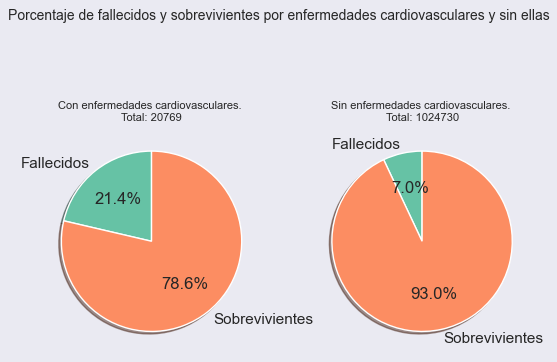 Porcentaje de fallecidos y sobrevivientes por enfermedades cardiovasculares y sin ellas
Con enfermedades cardiovasculares.
Total: 20769
Fallecidos
21.4%
78.6%
Sobrevivientes
Sin enfermedades cardiovasculares.
Total: 1024730
Fallecidos
7.0%
93.0%
Sobrevivientes